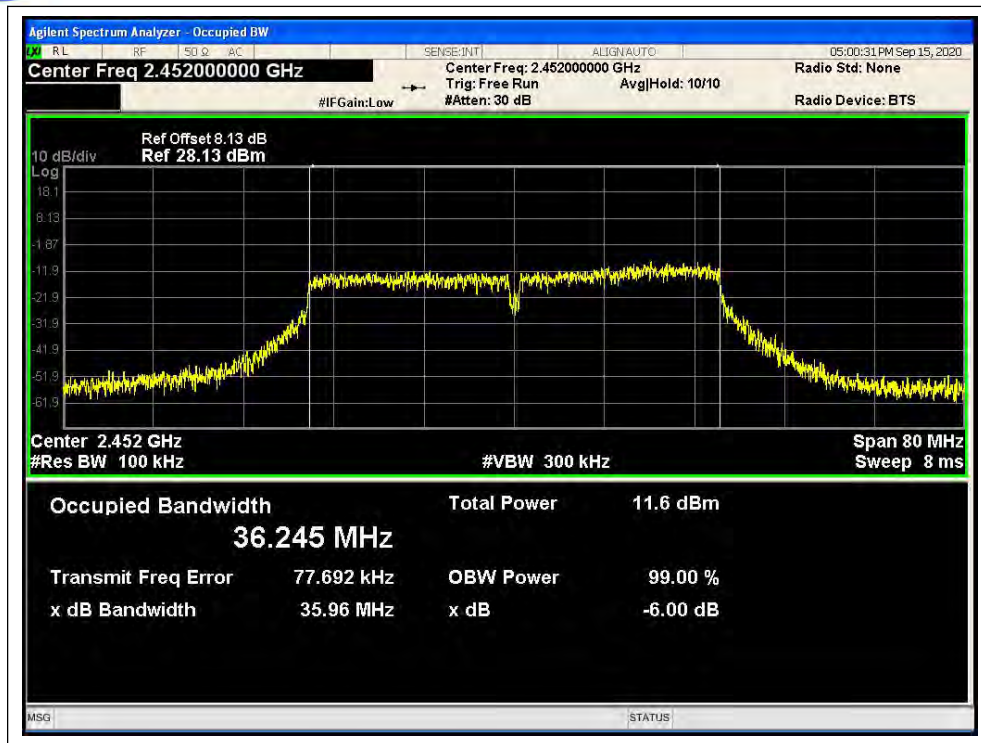 Agilent Spectrum Analyzer - Occupied BW
LXI RL RF 50 Ω AC SENSE:INT ALIGN AUTO 05:00:31 PM Sep 15, 2020
Center Freq 2.452000000 GHz Center Freq: 2.452000000 GHz Radio Std: None
Trig: Free Run Avg|Hold: 10/10
#IFGain:Low #Atten: 30 dB Radio Device: BTS
Ref Offset 8.13 dB
10 dB/div Ref 28.13 dBm
Log
18.1
8.13
-1.87
-11.9
-21.9
-31.9
-41.9
-51.9
-61.9
Center 2.452 GHz Span 80 MHz
#Res BW 100 kHz #VBW 300 kHz Sweep 8 ms
Occupied Bandwidth Total Power 11.6 dBm
36.245 MHz
Transmit Freq Error 77.692 kHz OBW Power 99.00 %
x dB Bandwidth 35.96 MHz x dB -6.00 dB
MSG STATUS